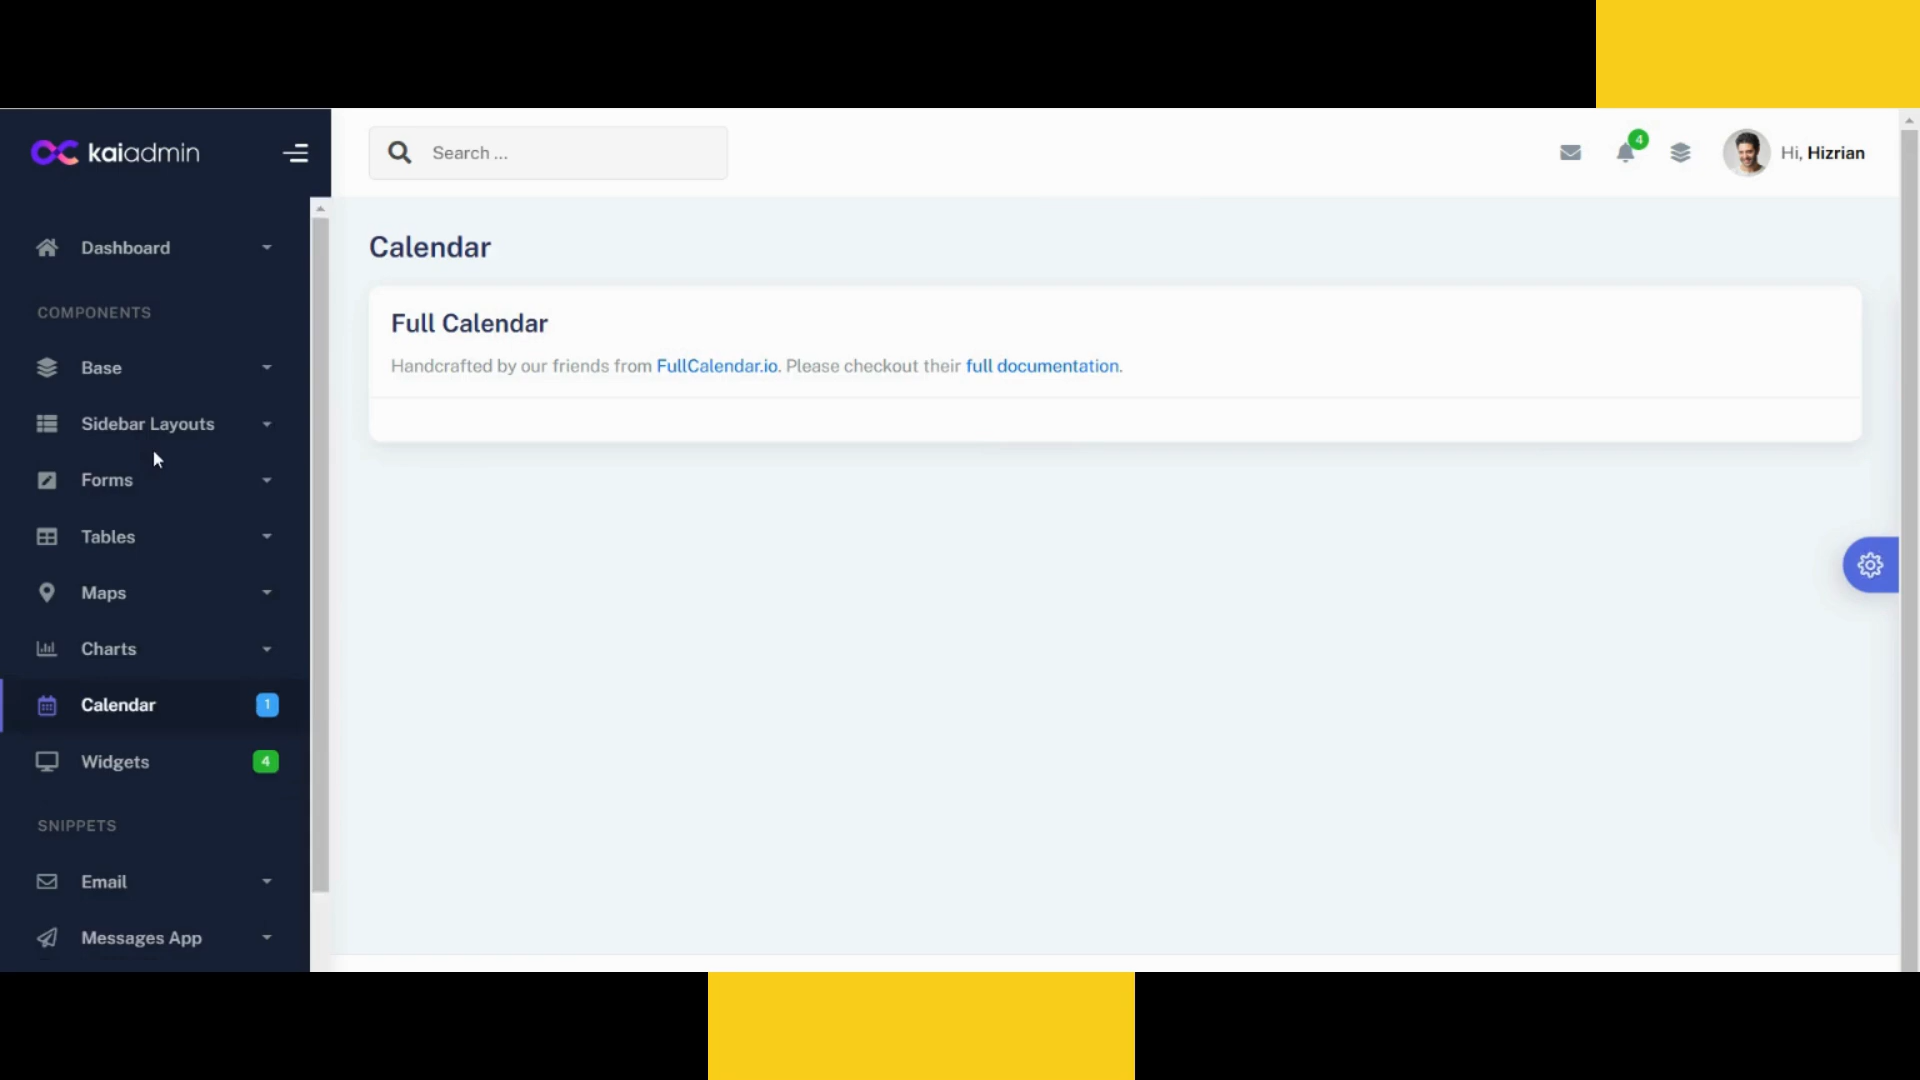 kaiadmin
Search ...
4
Hi, Hizrian
Dashboard
COMPONENTS
Base
Sidebar Layouts
Forms
Tables
Maps
Charts
Calendar 1
Widgets 4
SNIPPETS
Email
Messages App
Calendar
Full Calendar
Handcrafted by our friends from FullCalendar.io. Please checkout their full documentation.